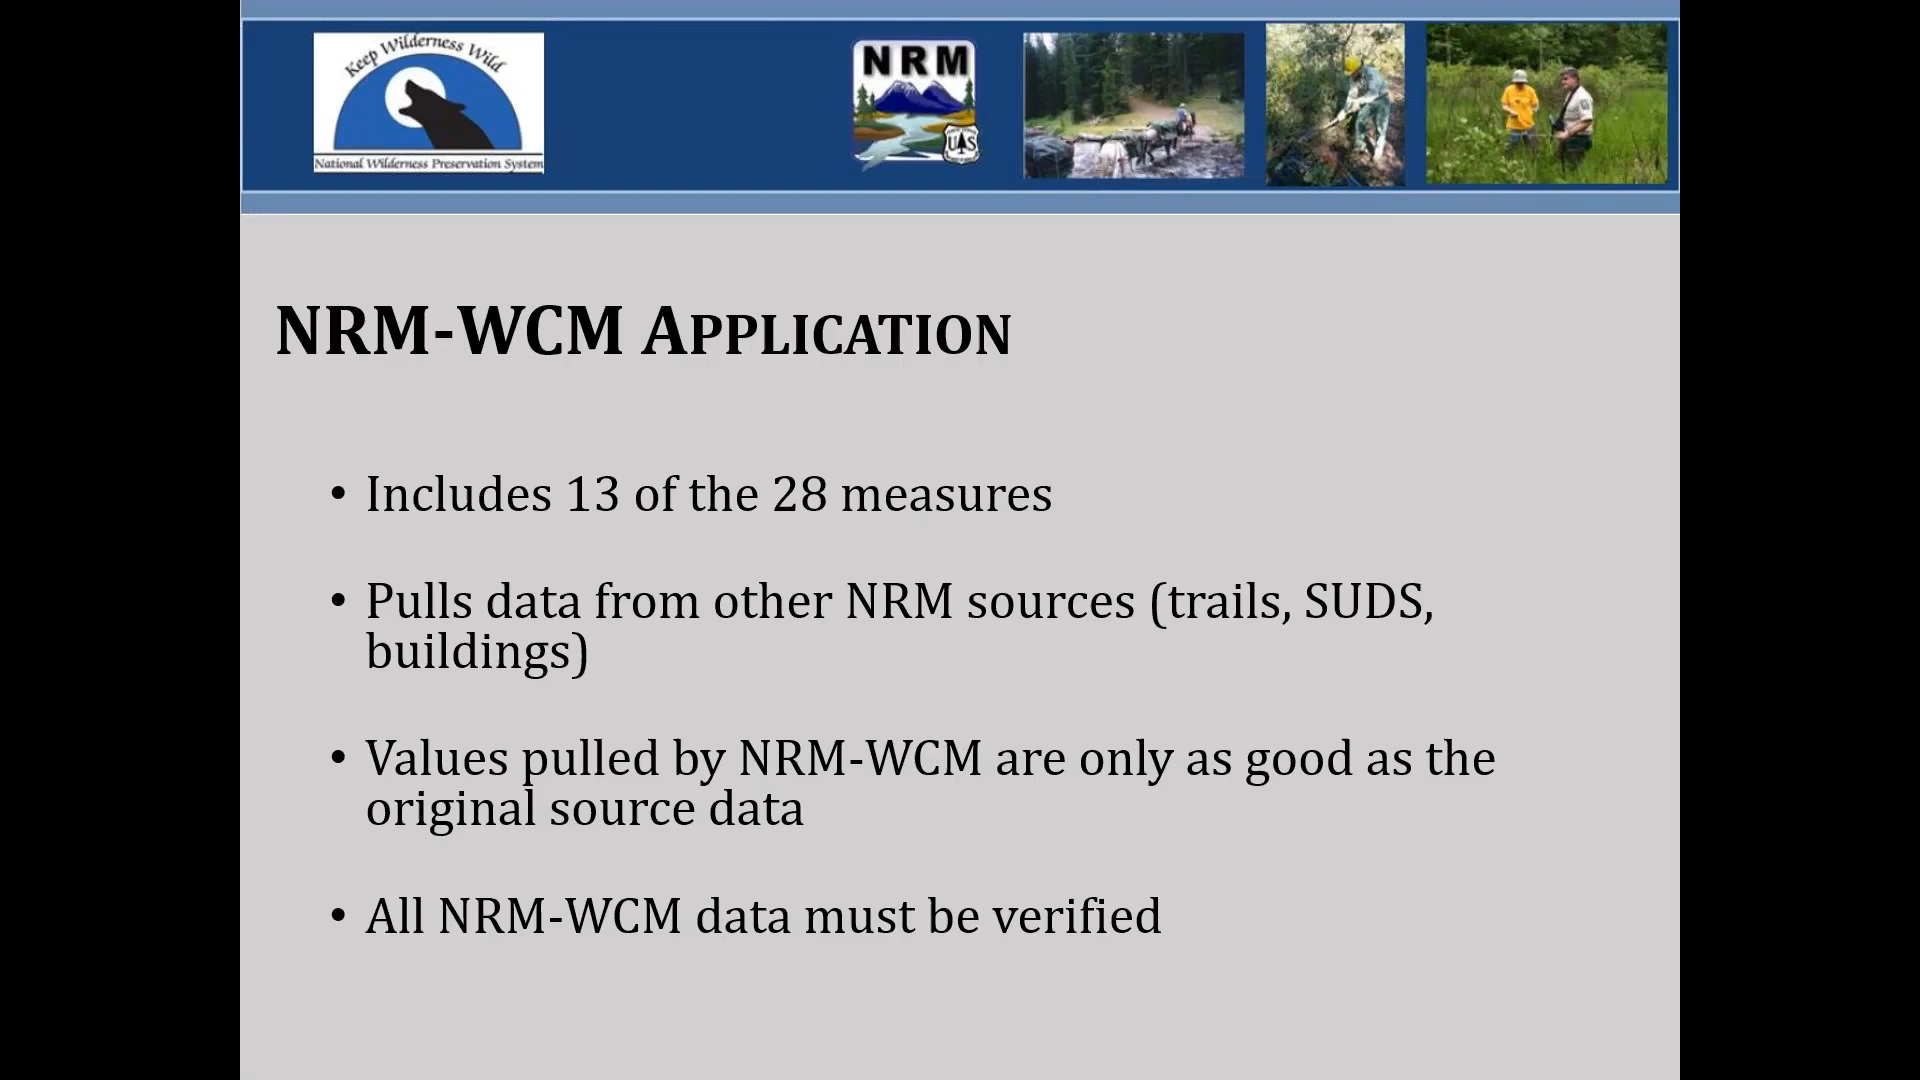 Keep Wilderness Wild
National Wilderness Preservation System
NRM
UAS
NRM-WCM APPLICATION
• Includes 13 of the 28 measures
• Pulls data from other NRM sources (trails, SUDS,
buildings)
• Values pulled by NRM-WCM are only as good as the
original source data
• All NRM-WCM data must be verified